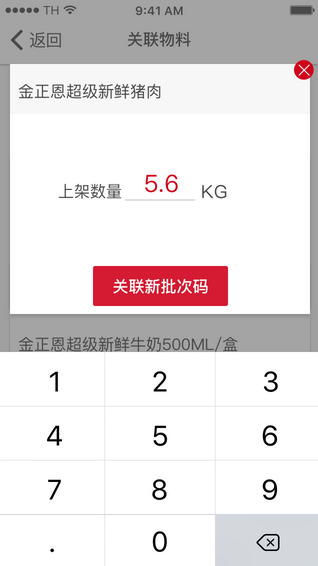 TH 9:41 AM
返回 关联物料
金正恩超级新鲜猪肉
上架数量 5.6 KG
关联新批次码
金正恩超级新鲜牛奶500ML/盒
1 2 3
4 5 6
7 8 9
. 0